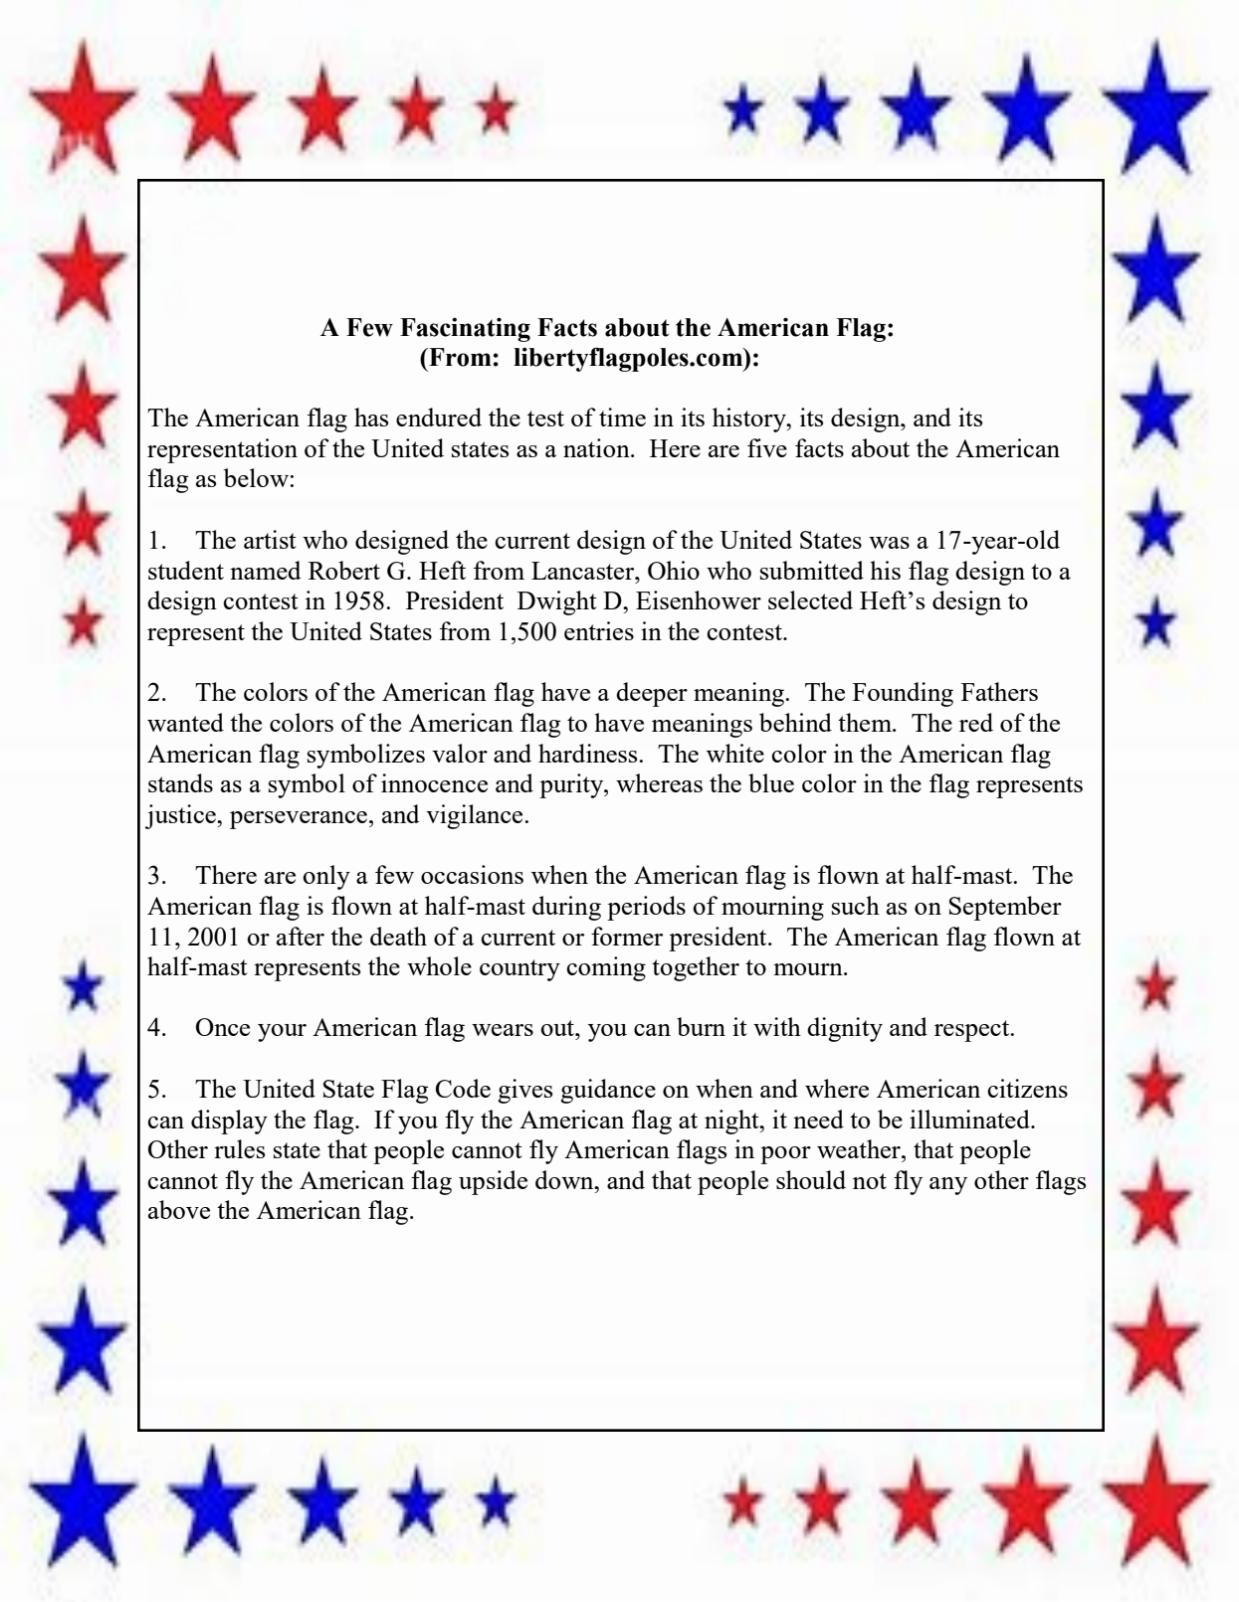 A Few Fascinating Facts about the American Flag:
(From:  libertyflagpoles.com):
The American flag has endured the test of time in its history, its design, and its
representation of the United states as a nation.  Here are five facts about the American
flag as below:
1.    The artist who designed the current design of the United States was a 17-year-old
student named Robert G. Heft from Lancaster, Ohio who submitted his flag design to a
design contest in 1958.  President  Dwight D, Eisenhower selected Heft’s design to
represent the United States from 1,500 entries in the contest.
2.    The colors of the American flag have a deeper meaning.  The Founding Fathers
wanted the colors of the American flag to have meanings behind them.  The red of the
American flag symbolizes valor and hardiness.  The white color in the American flag
stands as a symbol of innocence and purity, whereas the blue color in the flag represents
justice, perseverance, and vigilance.
3.    There are only a few occasions when the American flag is flown at half-mast.  The
American flag is flown at half-mast during periods of mourning such as on September
11, 2001 or after the death of a current or former president.  The American flag flown at
half-mast represents the whole country coming together to mourn.
4.    Once your American flag wears out, you can burn it with dignity and respect.
5.    The United State Flag Code gives guidance on when and where American citizens
can display the flag.  If you fly the American flag at night, it need to be illuminated.
Other rules state that people cannot fly American flags in poor weather, that people
cannot fly the American flag upside down, and that people should not fly any other flags
above the American flag.